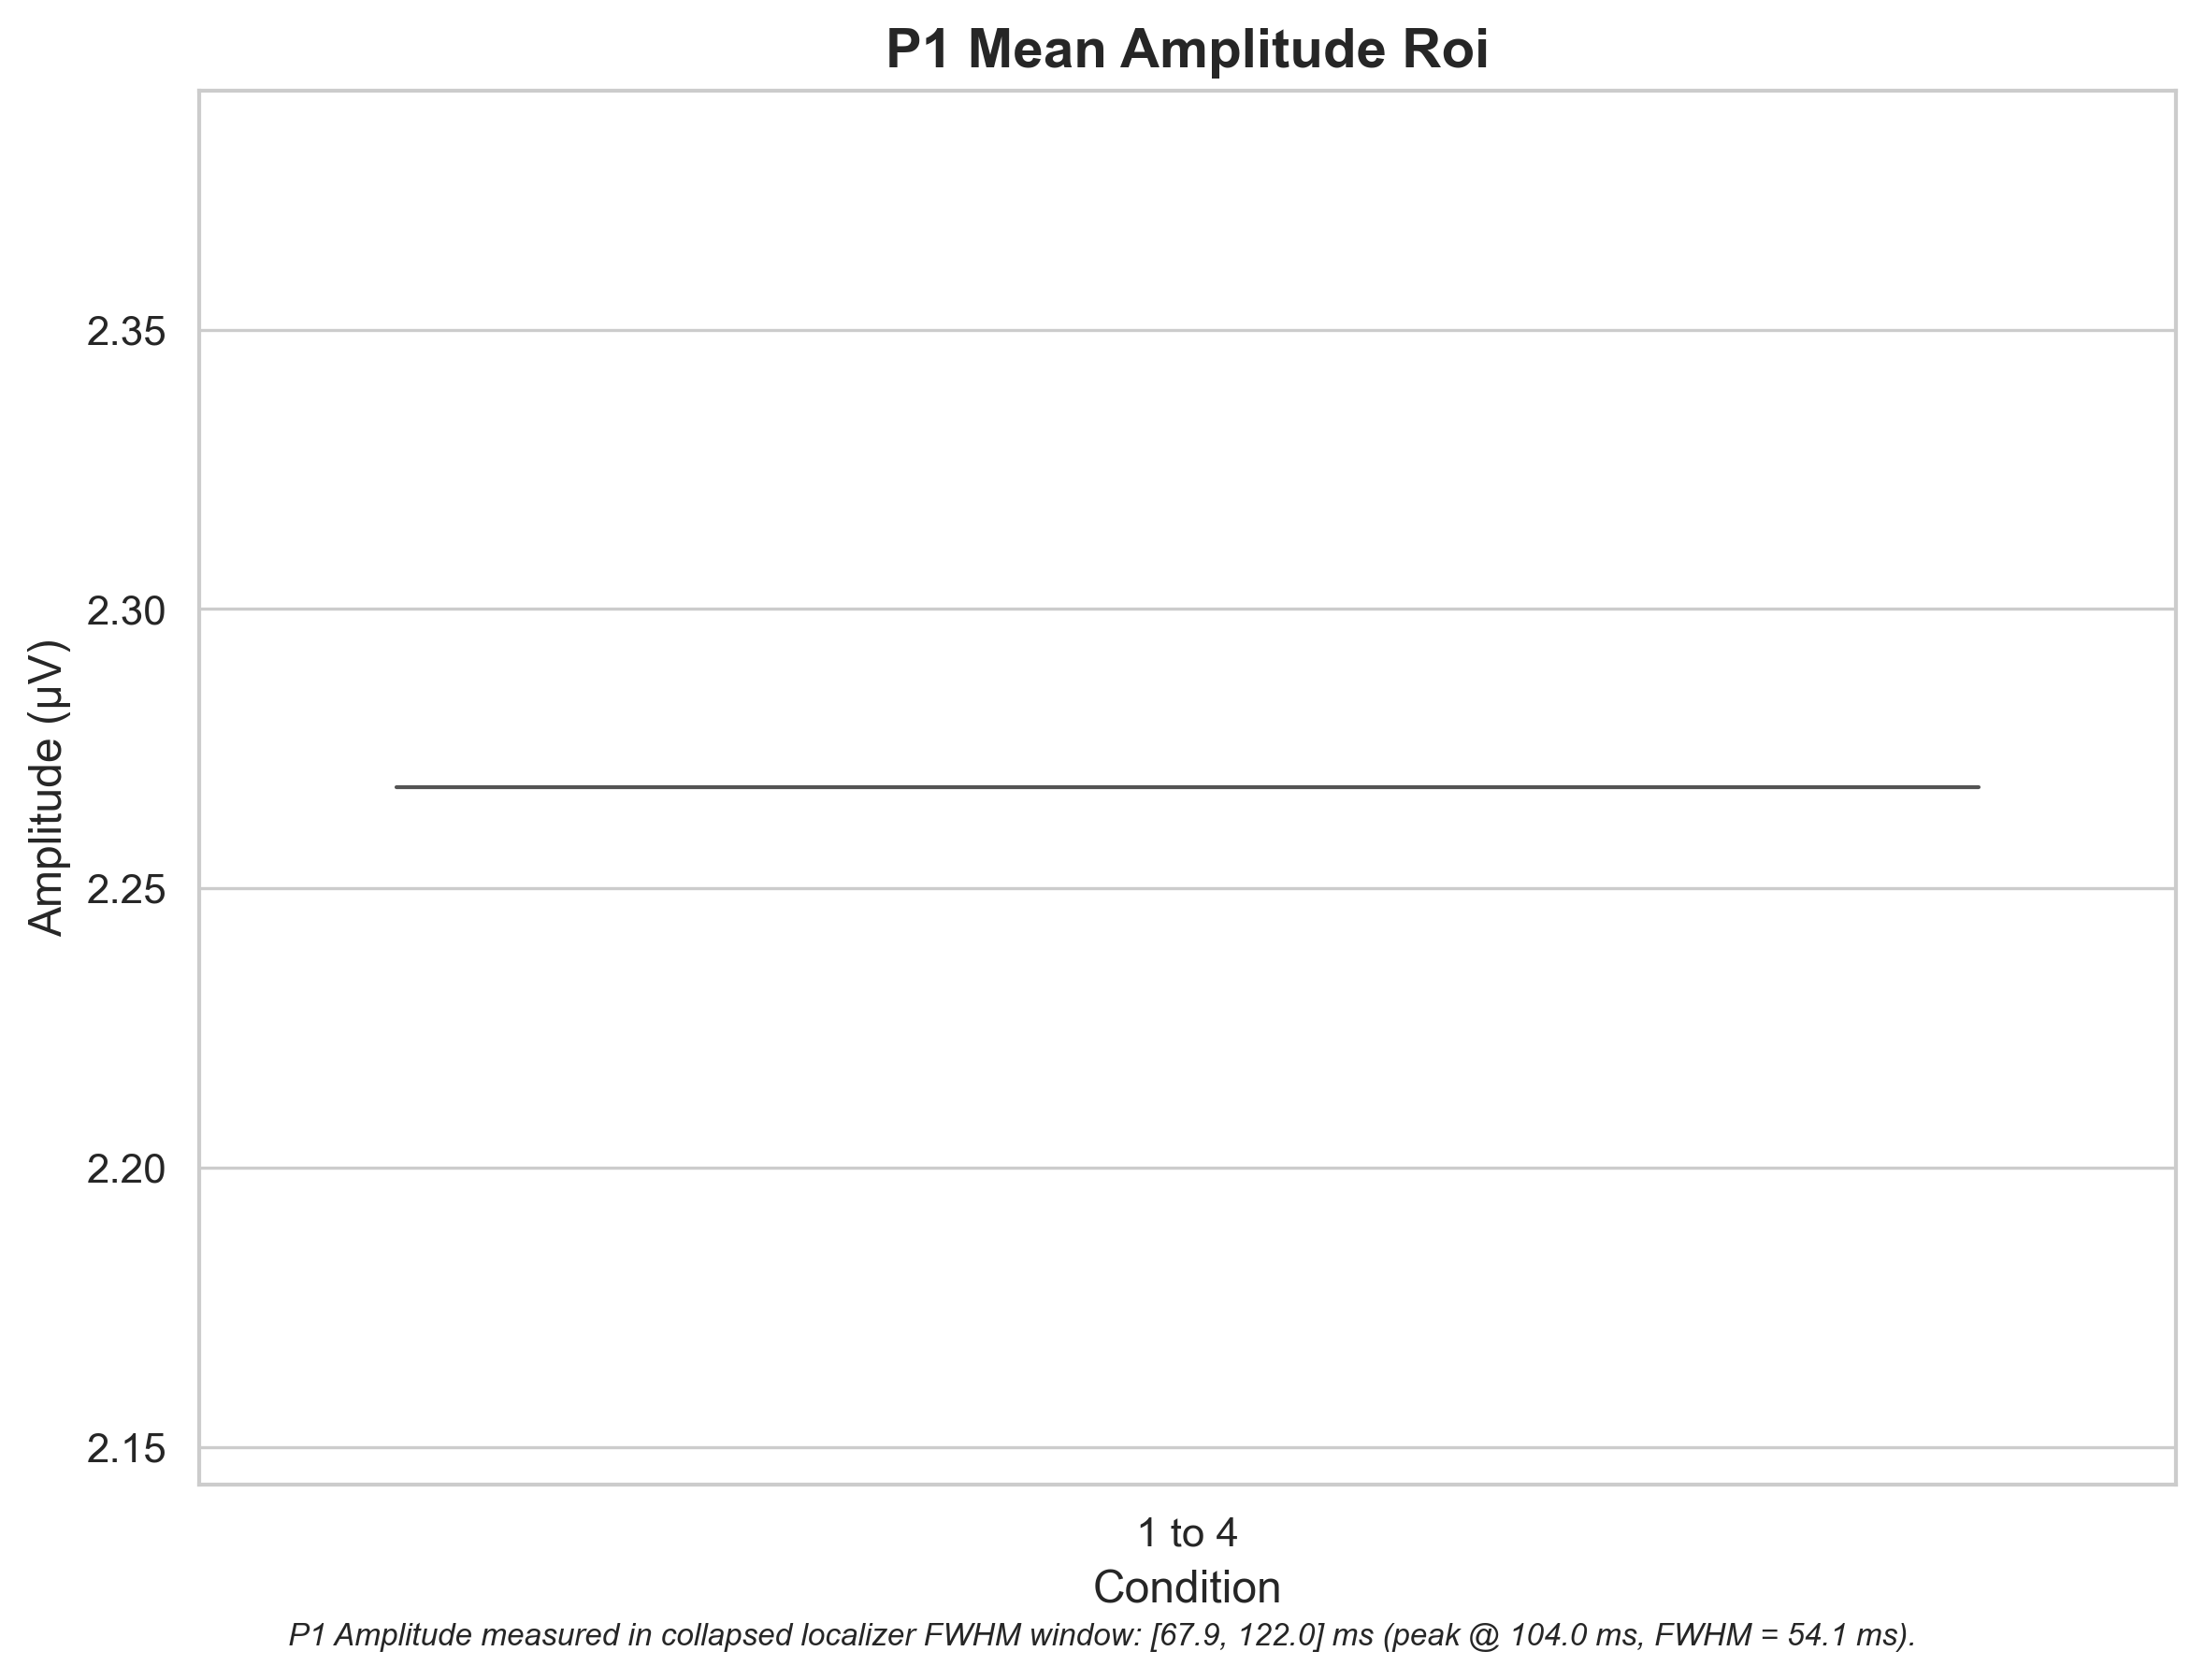 P1 Mean Amplitude Roi
Amplitude (µV)
2.35
2.30
2.25
2.20
2.15
1 to 4
Condition
P1 Amplitude measured in collapsed localizer FWHM window: [67.9, 122.0] ms (peak @ 104.0 ms, FWHM = 54.1 ms).